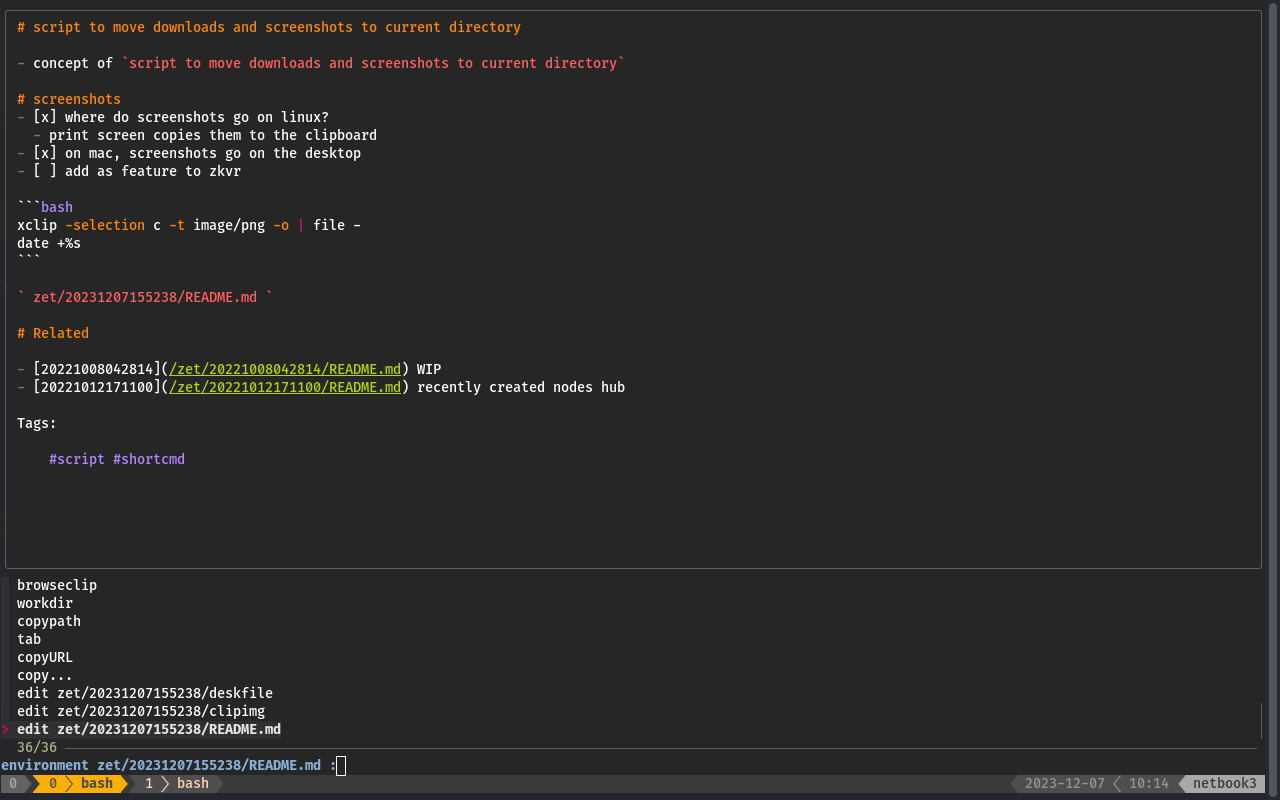 # script to move downloads and screenshots to current directory
- concept of `script to move downloads and screenshots to current directory`
# screenshots
- [x] where do screenshots go on linux?
  - print screen copies them to the clipboard
- [x] on mac, screenshots go on the desktop
- [ ] add as feature to zkvr
```bash
xclip -selection c -t image/png -o | file -
date +%s
```
` zet/20231207155238/README.md `
# Related
- [20221008042814](/zet/20221008042814/README.md) WIP
- [20221012171100](/zet/20221012171100/README.md) recently created nodes hub
Tags:
    #script #shortcmd
browseclip
workdir
copypath
tab
copyURL
copy...
edit zet/20231207155238/deskfile
edit zet/20231207155238/clipimg
> edit zet/20231207155238/README.md
36/36
environment zet/20231207155238/README.md :
0 0 bash 1 bash 2023-12-07 10:14 netbook3